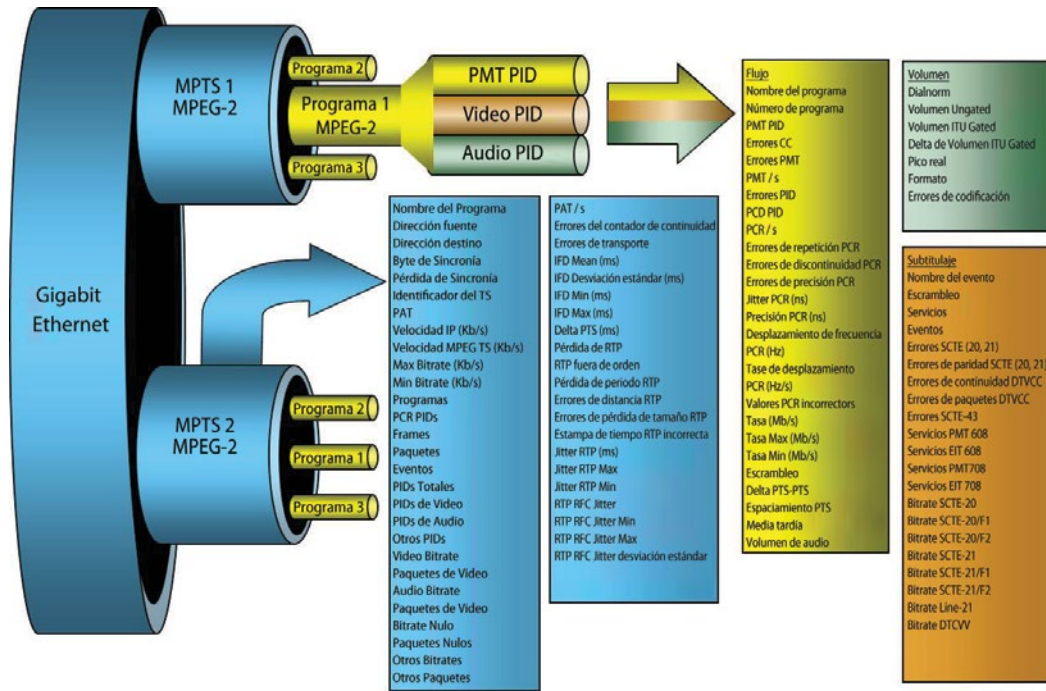 Gigabit
Ethernet
MPTS 1
MPEG-2
Programa 2
Programa 1
MPEG-2
Programa 3
PMT PID
Video PID
Audio PID
MPTS 2
MPEG-2
Programa 2
Programa 1
Programa 3
Nombre del Programa
Dirección fuente
Dirección destino
Byte de Sincronía
Pérdida de Sincronía
Identificador del TS
PAT
Velocidad IP (Kb/s)
Velocidad MPEG TS (Kb/s)
Max Bitrate (Kb/s)
Min Bitrate (Kb/s)
Programas
PCR PIDs
Frames
Paquetes
Eventos
PIDs Totales
PIDs de Video
PIDs de Audio
Otros PIDs
Video Bitrate
Paquetes de Video
Audio Bitrate
Paquetes de Video
Bitrate Nulo
Paquetes Nulos
Otros Bitrates
Otros Paquetes
PAT / s
Errores del contador de continuidad
Errores de transporte
IFD Mean (ms)
IFD Desviación estándar (ms)
IFD Min (ms)
IFD Max (ms)
Delta PTS (ms)
Pérdida de RTP
RTP fuera de orden
Pérdida de periodo RTP
Errores de distancia RTP
Errores de pérdida de tamaño RTP
Estampa de tiempo RTP incorrecta
Jitter RTP (ms)
Jitter RTP Max
Jitter RTP Min
RTP RFC Jitter
RTP RFC Jitter Min
RTP RFC Jitter Max
RTP RFC Jitter desviación estándar
Flujo
Nombre del programa
Número de programa
PMT PID
Errores CC
Errores PMT
PMT / s
Errores PID
PCD PID
PCR / s
Errores de repetición PCR
Errores de discontinuidad PCR
Errores de precisión PCR
Jitter PCR (ns)
Precisión PCR (ns)
Desplazamiento de frecuencia
PCR (Hz)
Tase de desplazamiento
PCR (Hz/s)
Valores PCR incorrectors
Tasa (Mb/s)
Tasa Max (Mb/s)
Tasa Min (Mb/s)
Escrambleo
Delta PTS-PTS
Espaciamiento PTS
Media tardía
Volumen de audio
Volumen
Dialnorm
Volumen Ungated
Volumen ITU Gated
Delta de Volumen ITU Gated
Pico real
Formato
Errores de codificación
Subtitulaje
Nombre del evento
Escrambleo
Servicios
Eventos
Errores SCTE (20, 21)
Errores de paridad SCTE (20, 21)
Errores de continuidad DTVCC
Errores de paquetes DTVCC
Errores SCTE-43
Servicios PMT 608
Servicios EIT 608
Servicios PMT708
Servicios EIT 708
Bitrate SCTE-20
Bitrate SCTE-20/F1
Bitrate SCTE-20/F2
Bitrate SCTE-21
Bitrate SCTE-21/F1
Bitrate SCTE-21/F2
Bitrate Line-21
Bitrate DTCVV